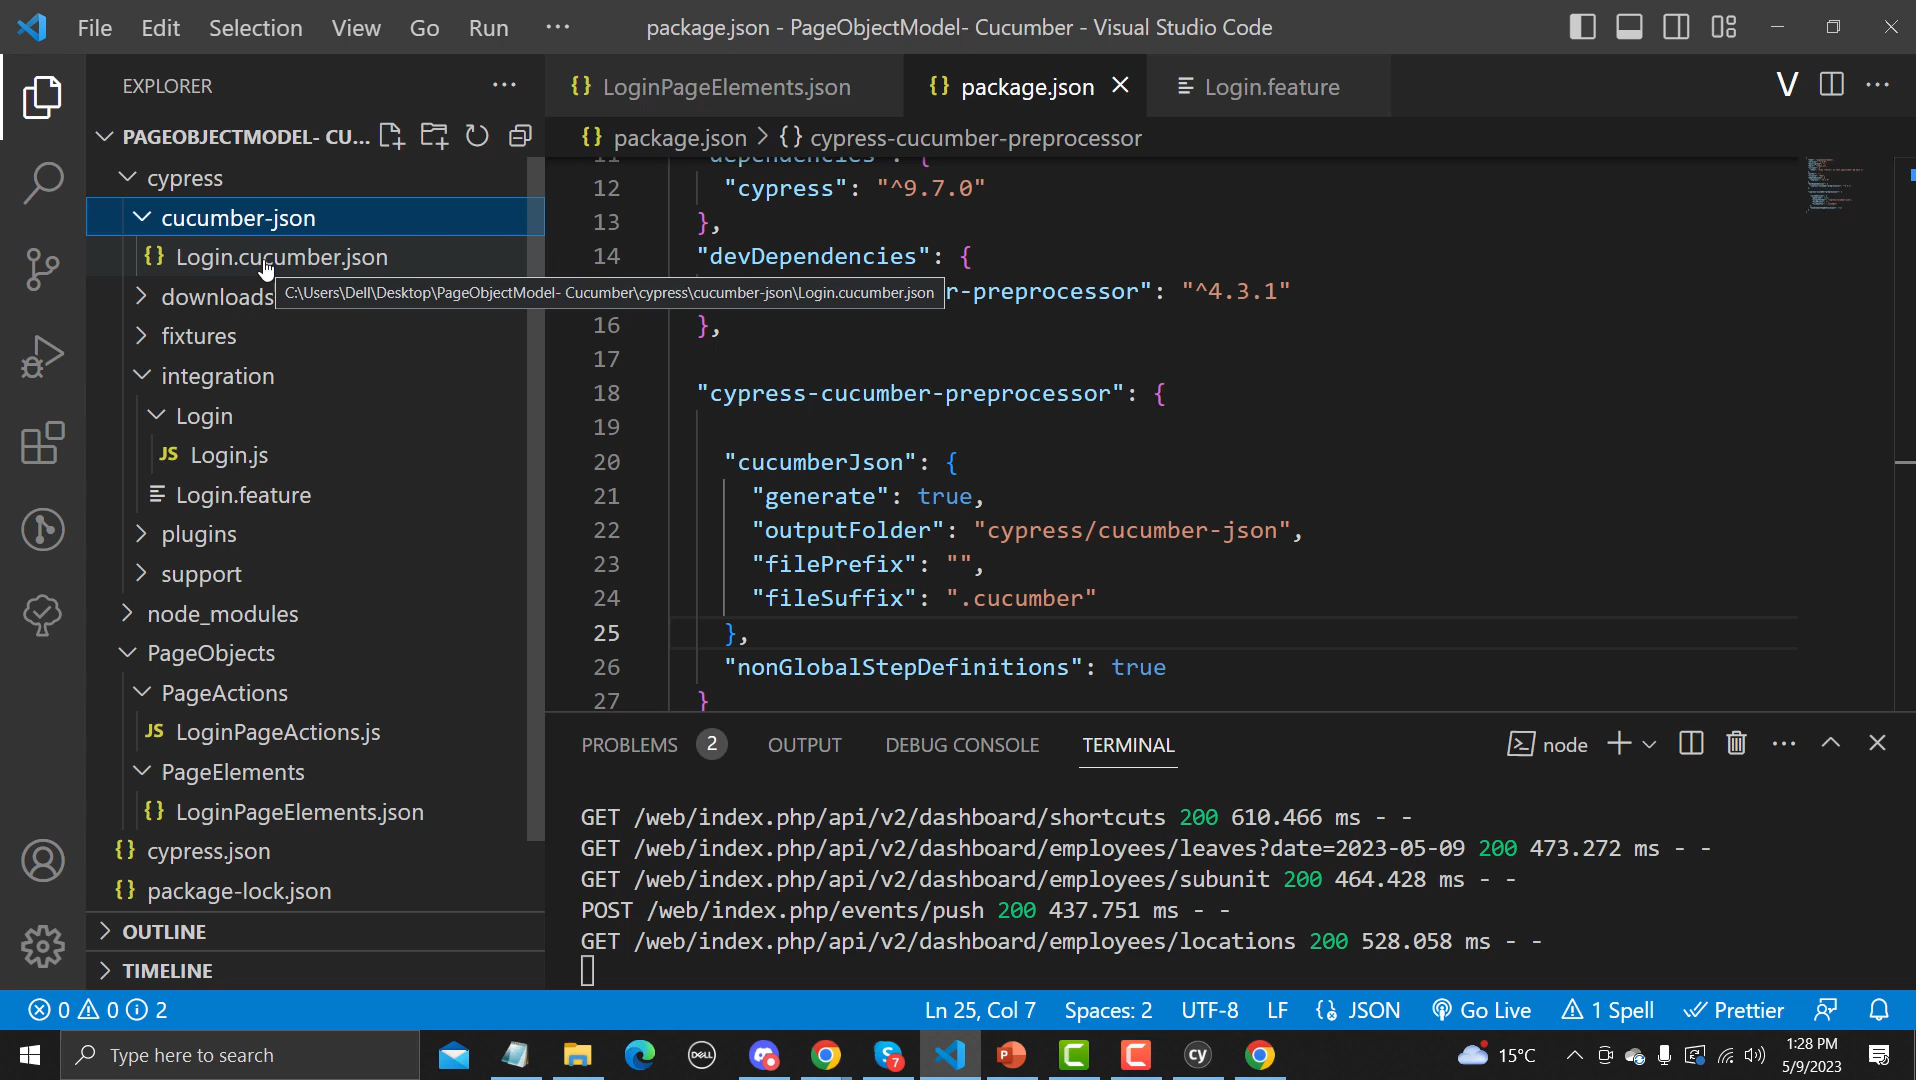 File Edit Selection View Go Run ···
package.json - PageObjectModel- Cucumber - Visual Studio Code
EXPLORER
PAGEOBJECTMODEL- CU...
cypress
cucumber-json
Login.cucumber.json
C:\Users\Dell\Desktop\PageObjectModel- Cucumber\cypress\cucumber-json\Login.cucumber.json
downloads
fixtures
integration
Login
JS Login.js
Login.feature
plugins
support
node_modules
PageObjects
PageActions
JS LoginPageActions.js
PageElements
{} LoginPageElements.json
{} cypress.json
{} package-lock.json
OUTLINE
TIMELINE
{} LoginPageElements.json
{} package.json
Login.feature
V
{} package.json > {} cypress-cucumber-preprocessor
11 "dependencies": {
12 "cypress": "^9.7.0"
13 },
14 "devDependencies": {
r-preprocessor": "^4.3.1"
16 },
17
18 "cypress-cucumber-preprocessor": {
19
20 "cucumberJson": {
21 "generate": true,
22 "outputFolder": "cypress/cucumber-json",
23 "filePrefix": "",
24 "fileSuffix": ".cucumber"
25 },
26 "nonGlobalStepDefinitions": true
27 }
PROBLEMS 2 OUTPUT DEBUG CONSOLE TERMINAL
node
GET /web/index.php/api/v2/dashboard/shortcuts 200 610.466 ms - -
GET /web/index.php/api/v2/dashboard/employees/leaves?date=2023-05-09 200 473.272 ms - -
GET /web/index.php/api/v2/dashboard/employees/subunit 200 464.428 ms - -
POST /web/index.php/events/push 200 437.751 ms - -
GET /web/index.php/api/v2/dashboard/employees/locations 200 528.058 ms - -
0 0 2
Ln 25, Col 7 Spaces: 2 UTF-8 LF {} JSON Go Live 1 Spell Prettier
Type here to search
DELL
7
P
C
C
cy
15°C
1:28 PM
5/9/2023